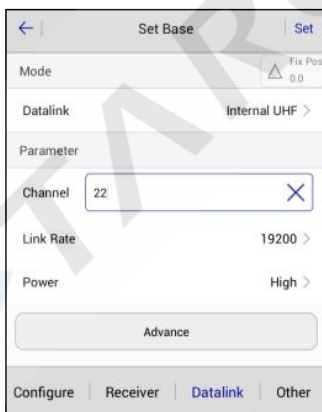 Set Base
Set
Mode
Fix Pos
0.0
Datalink
Internal UHF >
Parameter
Channel
22
Link Rate
19200 >
Power
High >
Advance
Configure
Receiver
Datalink
Other